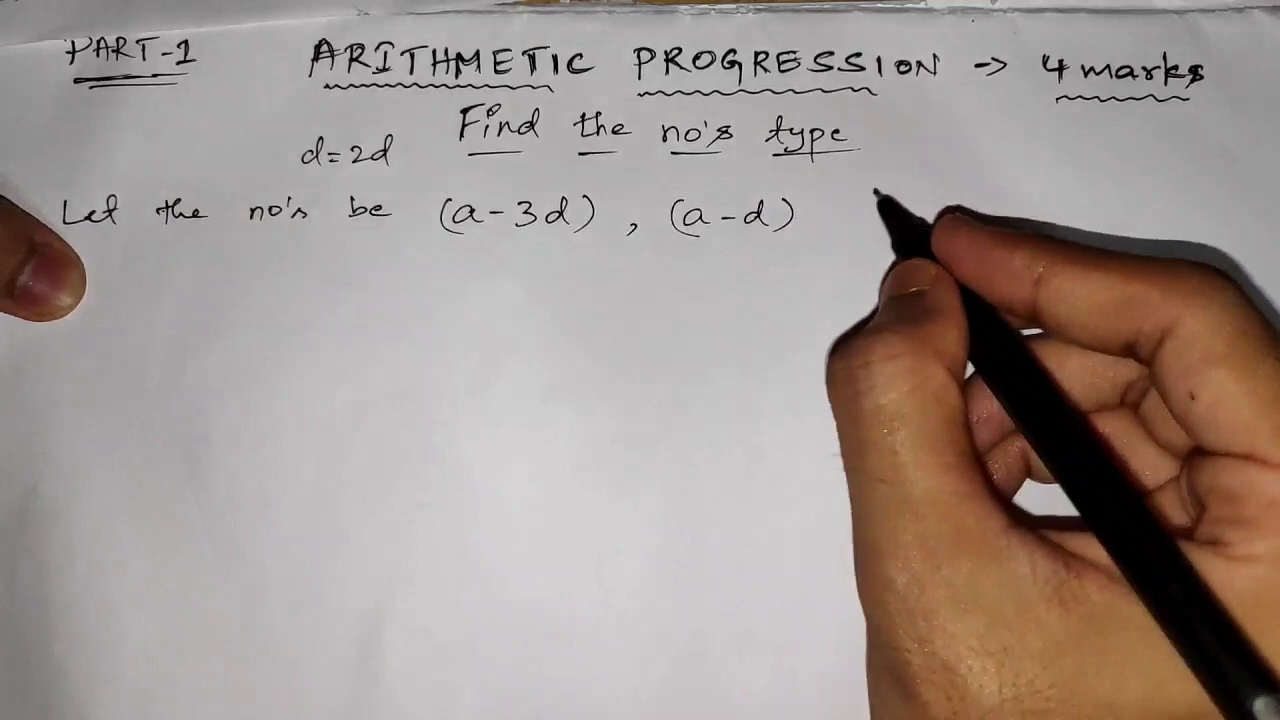 PART-1 ARITHMETIC PROGRESSION → 4 marks
Find the no's type
d=2d
Let the no's be (a-3d) , (a-d)